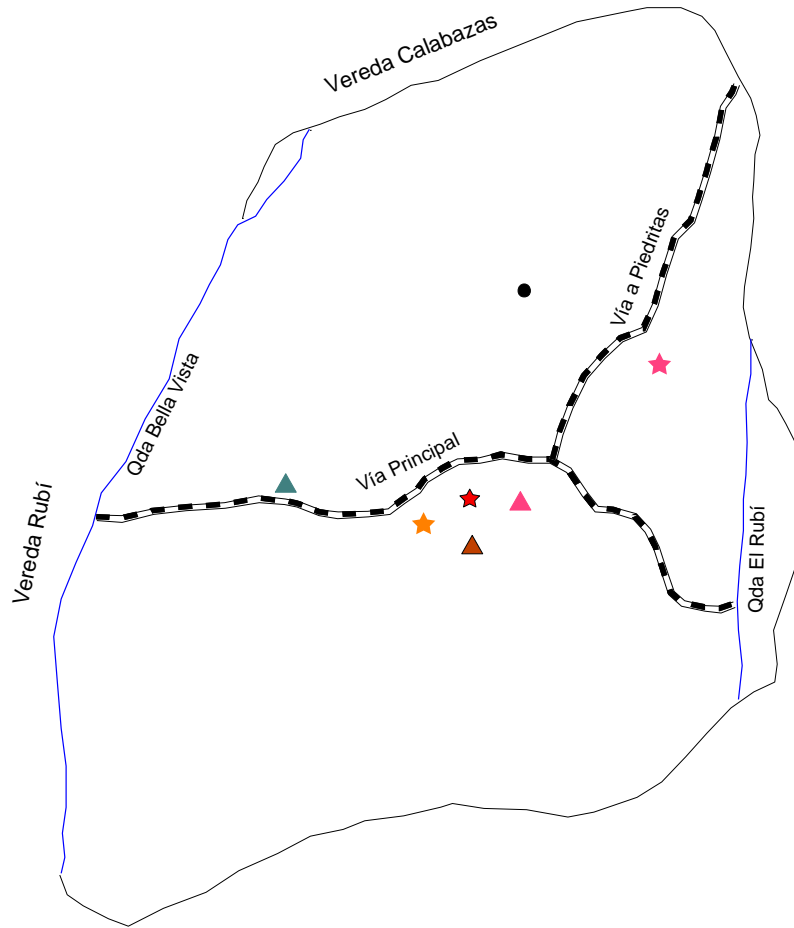 Vereda Calabazas
Vía a Piedritas
Qda Bella Vista
Vía Principal
Vereda Rubí
Qda El Rubí